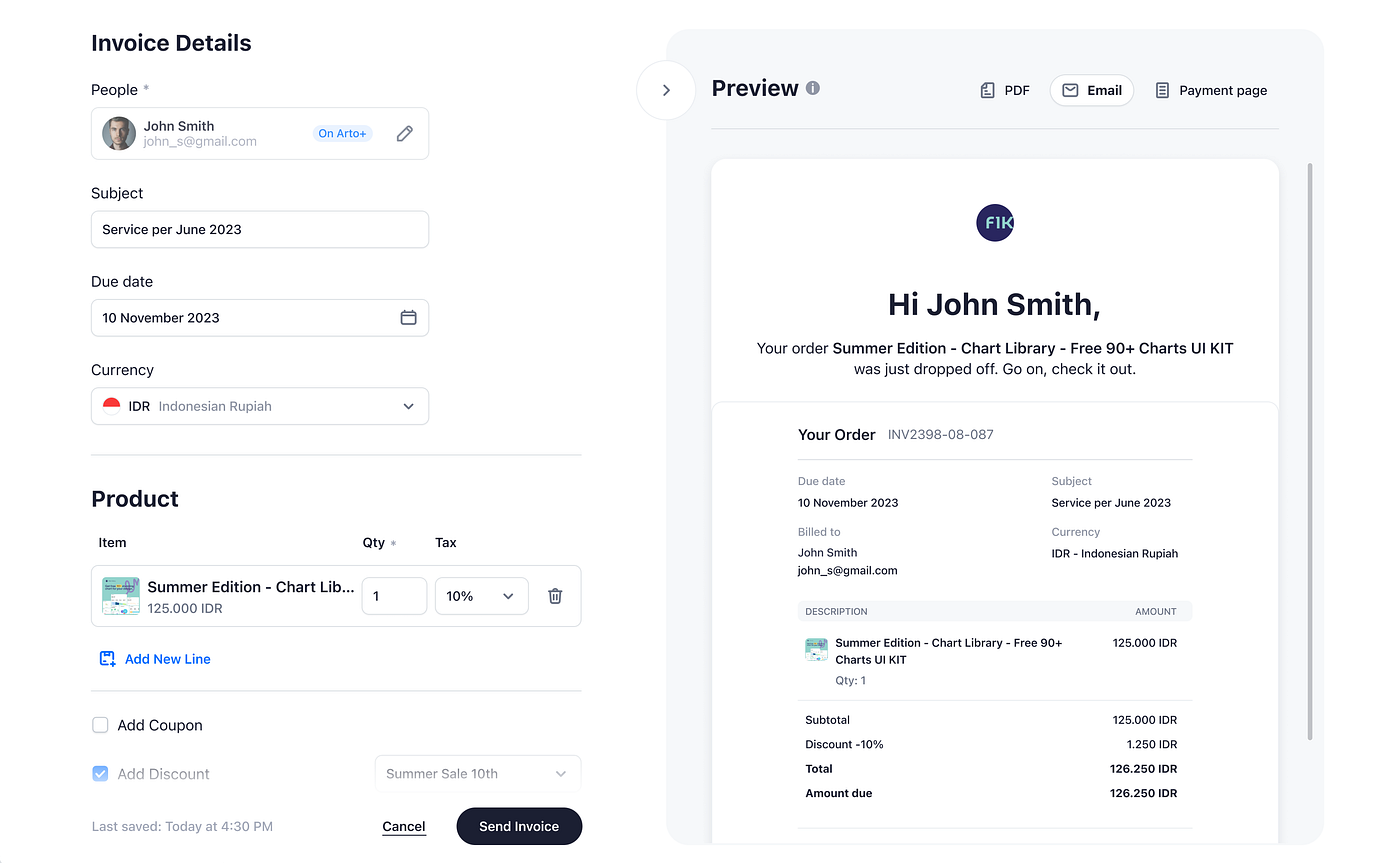 Invoice Details
People *
John Smith
john_s@gmail.com
On Arto+
Subject
Service per June 2023
Due date
10 November 2023
Currency
IDR Indonesian Rupiah
Product
Item Qty * Tax
Summer Edition - Chart Lib...
125.000 IDR
1
10%
Add New Line
Add Coupon
Add Discount
Summer Sale 10th
Last saved: Today at 4:30 PM
Cancel
Send Invoice
Preview
PDF
Email
Payment page
F1K
Hi John Smith,
Your order Summer Edition - Chart Library - Free 90+ Charts UI KIT
was just dropped off. Go on, check it out.
Your Order INV2398-08-087
Due date
10 November 2023
Subject
Service per June 2023
Billed to
John Smith
john_s@gmail.com
Currency
IDR - Indonesian Rupiah
DESCRIPTION AMOUNT
Summer Edition - Chart Library - Free 90+ 125.000 IDR
Charts UI KIT
Qty: 1
Subtotal 125.000 IDR
Discount -10% 1.250 IDR
Total 126.250 IDR
Amount due 126.250 IDR